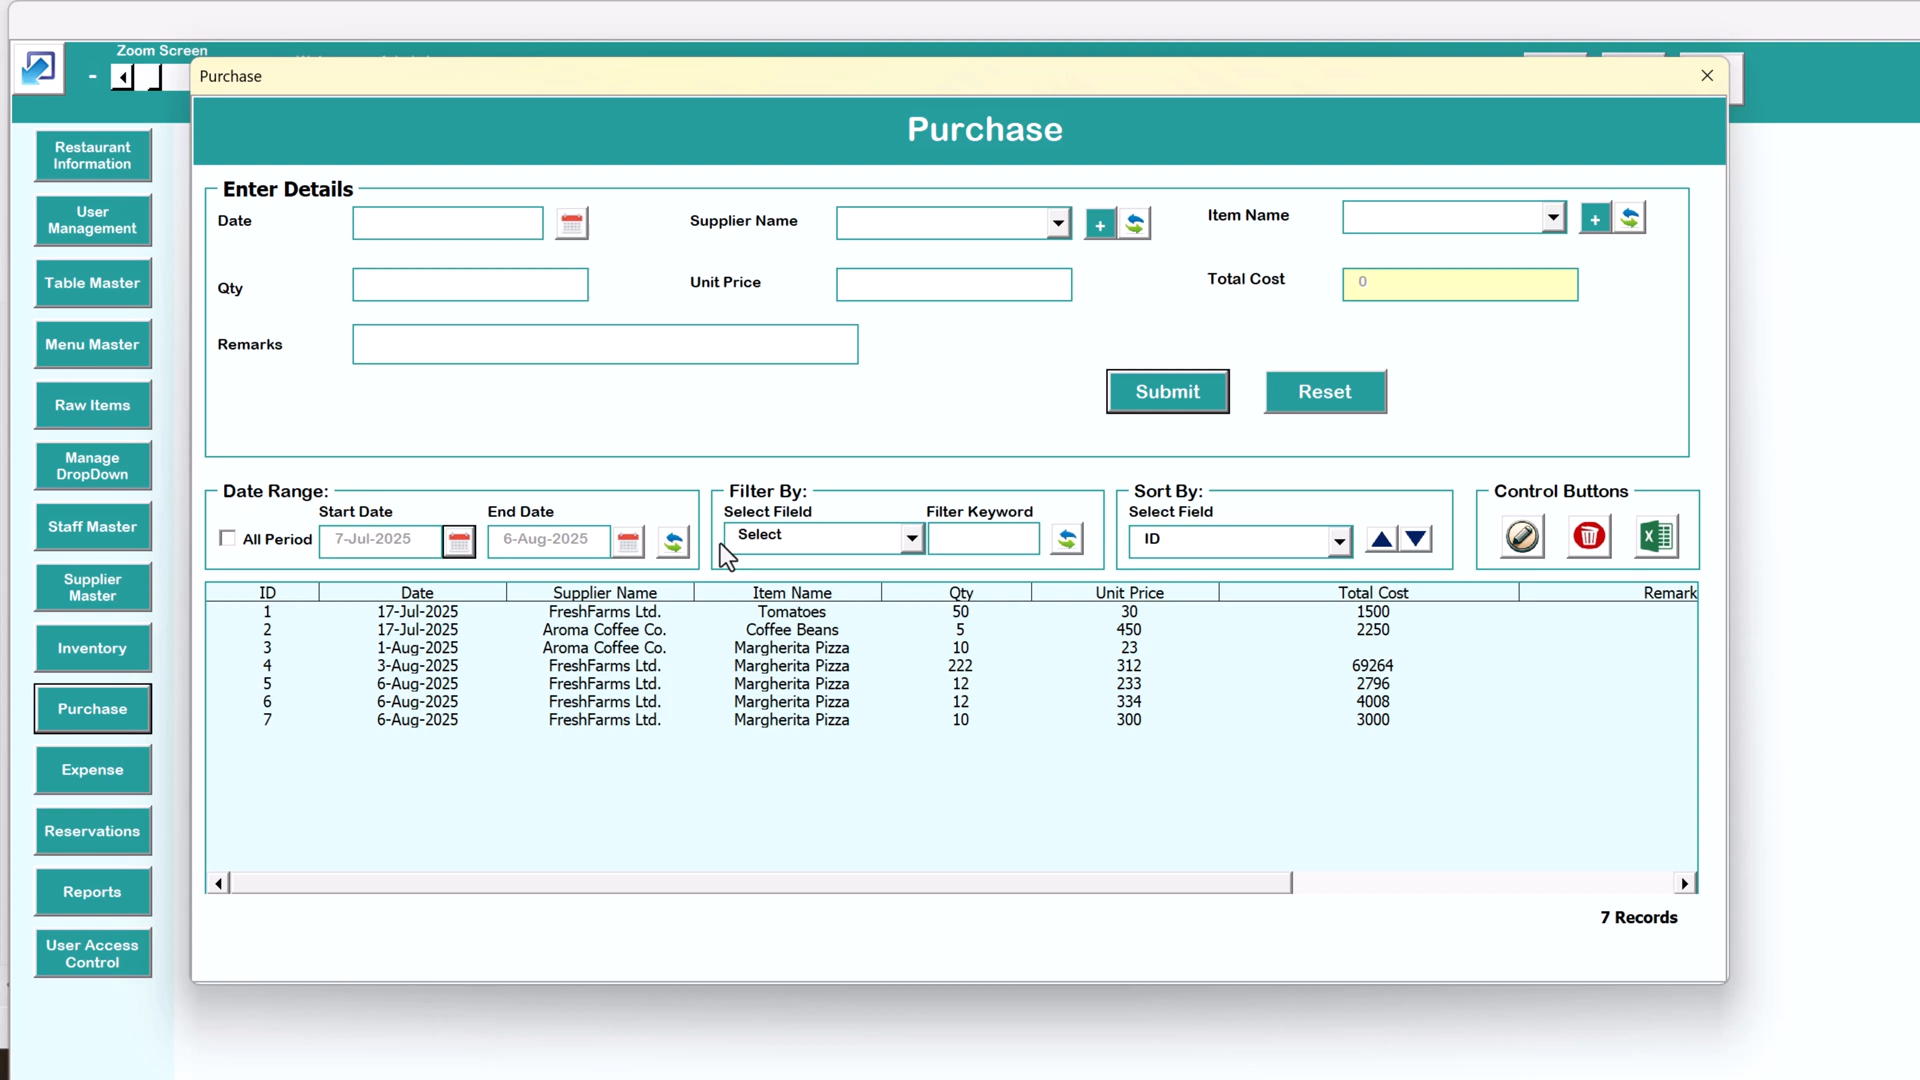 Zoom Screen
-
Purchase
Purchase
Restaurant
Information
User
Management
Table Master
Menu Master
Raw Items
Manage
DropDown
Staff Master
Supplier
Master
Inventory
Purchase
Expense
Reservations
Reports
User Access
Control
Enter Details
Date
Supplier Name
+
Item Name
+
Qty
Unit Price
Total Cost
0
Remarks
Submit
Reset
Date Range:
Start Date
End Date
All Period
7-Jul-2025
6-Aug-2025
Filter By:
Select Fileld
Filter Keyword
Select
Sort By:
Select Field
ID
Control Buttons
ID Date Supplier Name Item Name Qty Unit Price Total Cost Remark
1 17-Jul-2025 FreshFarms Ltd. Tomatoes 50 30 1500
2 17-Jul-2025 Aroma Coffee Co. Coffee Beans 5 450 2250
3 1-Aug-2025 Aroma Coffee Co. Margherita Pizza 10 23
4 3-Aug-2025 FreshFarms Ltd. Margherita Pizza 222 312 69264
5 6-Aug-2025 FreshFarms Ltd. Margherita Pizza 12 233 2796
6 6-Aug-2025 FreshFarms Ltd. Margherita Pizza 12 334 4008
7 6-Aug-2025 FreshFarms Ltd. Margherita Pizza 10 300 3000
7 Records